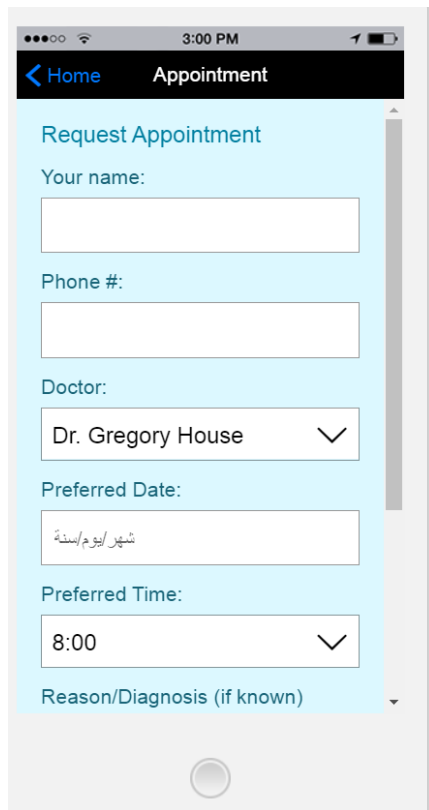 3:00 PM
Home
Appointment
Request Appointment
Your name:
Phone #:
Doctor:
Dr. Gregory House
Preferred Date:
شهر/يوم/سنة
Preferred Time:
8:00
Reason/Diagnosis (if known)